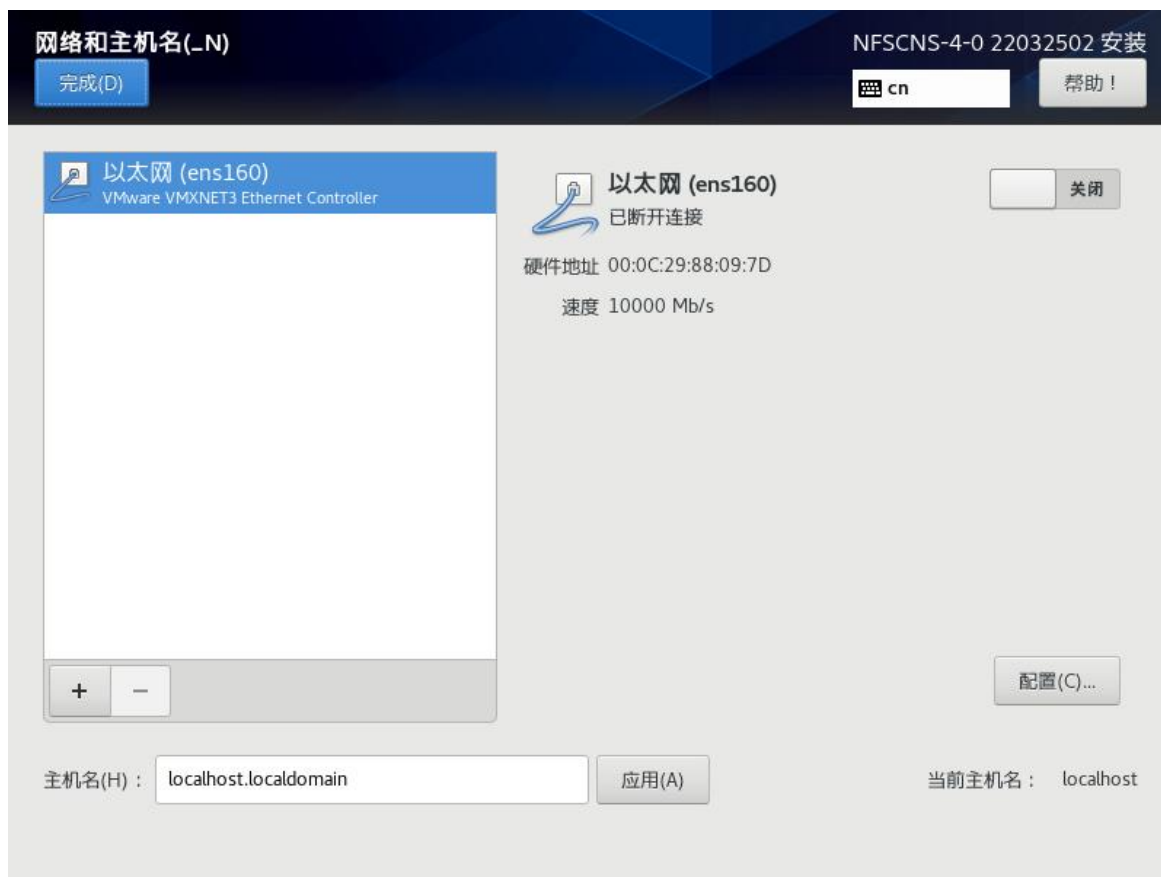 网络和主机名(_N)
NFSCNS-4-0 22032502 安装
完成(D)
cn
帮助！
以太网 (ens160)
VMware VMXNET3 Ethernet Controller
以太网 (ens160)
已断开连接
关闭
硬件地址 00:0C:29:88:09:7D
速度 10000 Mb/s
+ −
配置(C)...
主机名(H)： localhost.localdomain 应用(A) 当前主机名： localhost